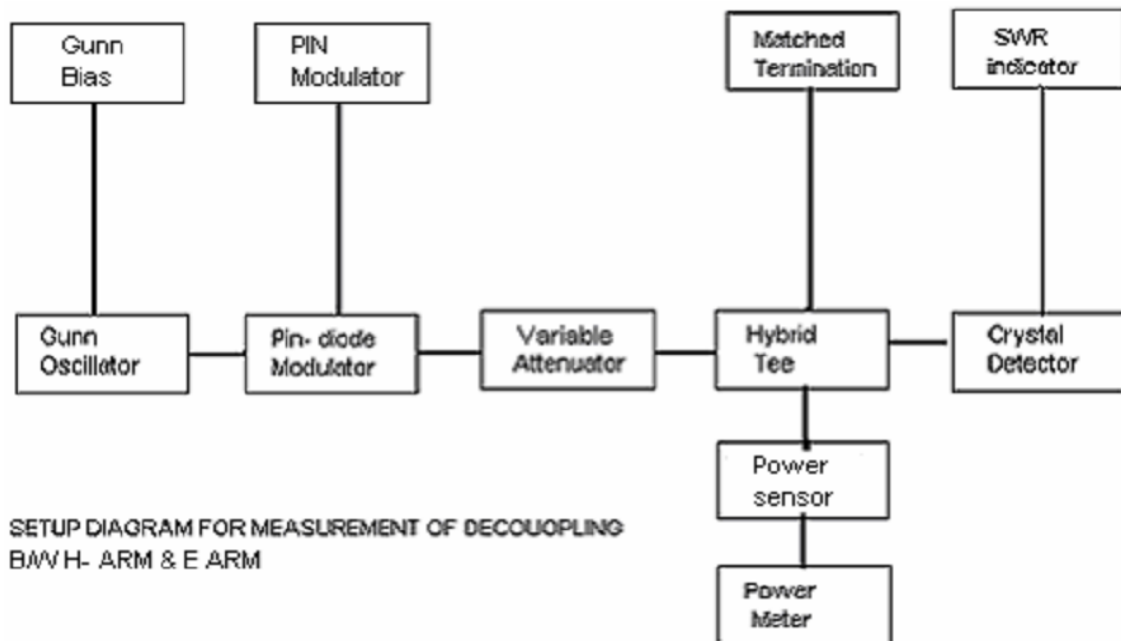 Gunn
Bias
PIN
Modulator
Matched
Termination
SWR
indicator
Gunn
Oscillator
Pin- diode
Modulator
Variable
Attenuator
Hybrid
Tee
Crystal
Detector
Power
sensor
SETUP DIAGRAM FOR MEASUREMENT OF DECOUOPLING
B/W H- ARM & E ARM
Power
Meter